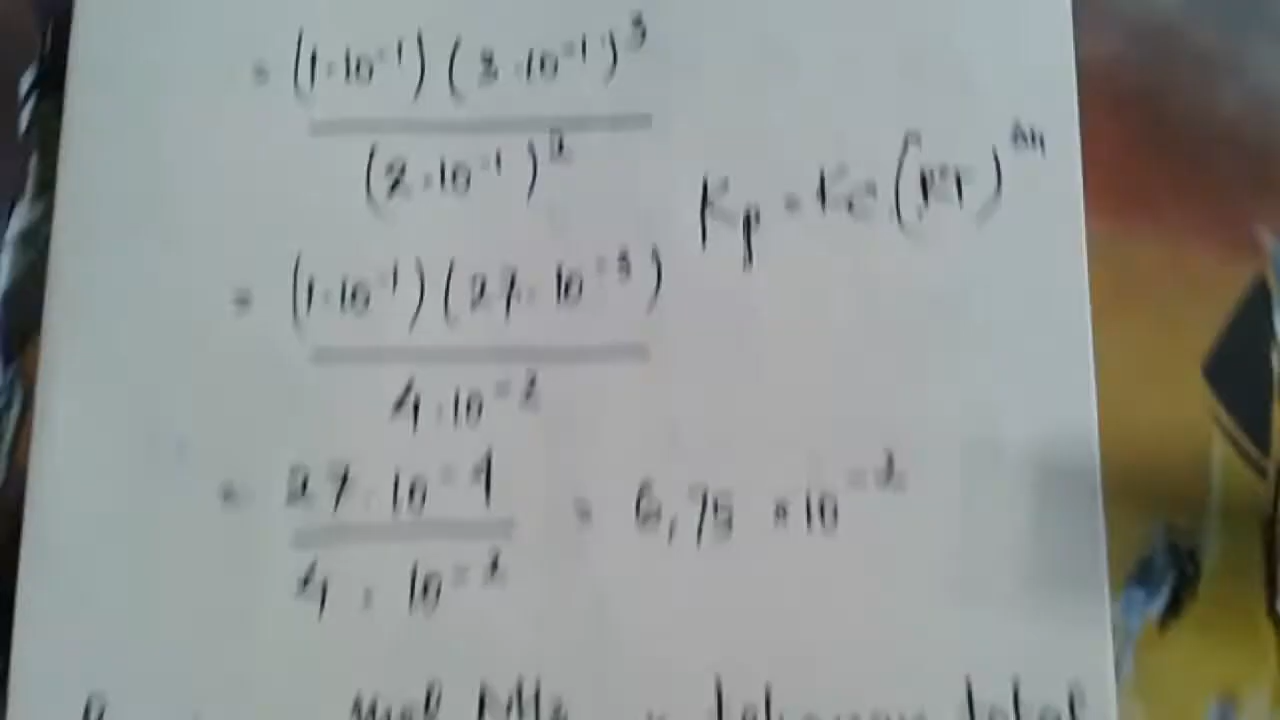 = (1·10⁻¹) (3·10⁻¹)³
(2·10⁻¹)²
Kp = Kc (RT)^Δn
= (1·10⁻¹) (27·10⁻³)
4·10⁻²
= 27·10⁻⁴ = 6,75 × 10⁻²
4 · 10⁻²